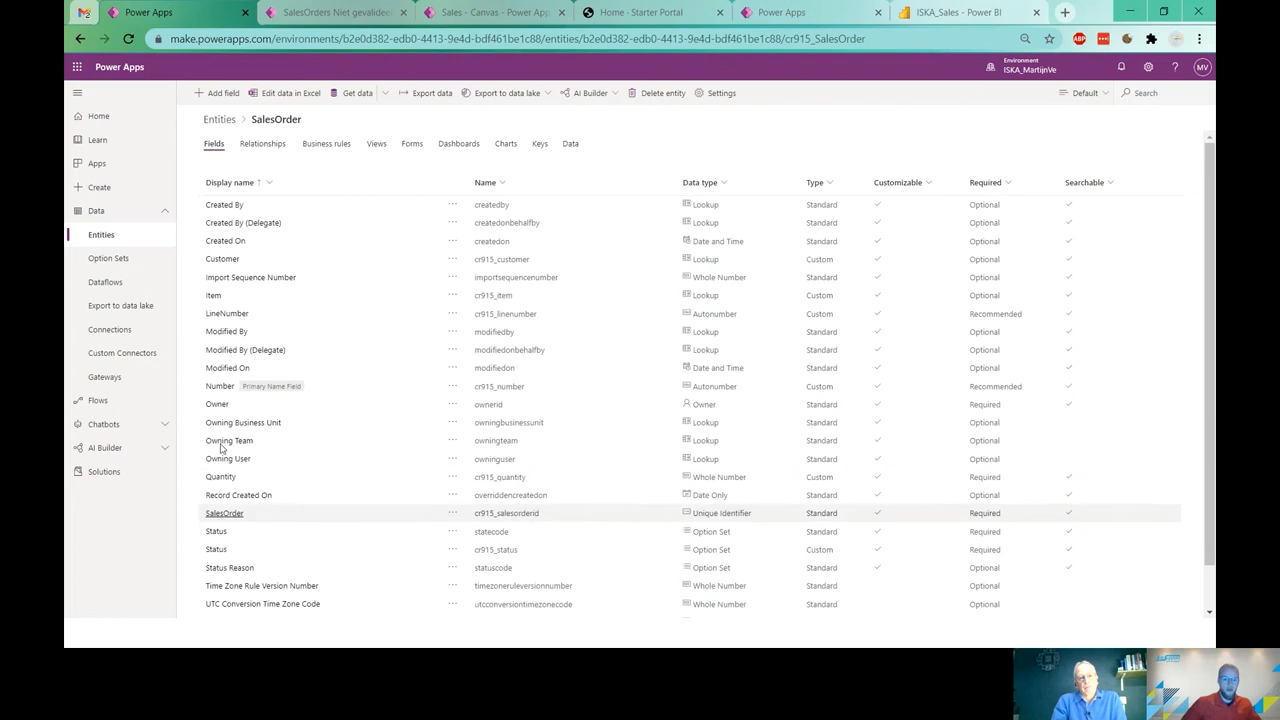 Power Apps
SalesOrders Niet gevalidee
Sales - Canvas - Power App
Home · Starter Portal
Power Apps
ISKA_Sales - Power BI
make.powerapps.com/environments/b2e0d382-edb0-4413-9e4d-bdf461be1c88/entities/b2e0d382-edb0-4413-9e4d-bdf461be1c88/cr915_SalesOrder
ABP
Power Apps
Environment
ISKA_MartijnVe
MV
Add field Edit data in Excel Get data Export data Export to data lake AI Builder Delete entity Settings Default Search
Home
Learn
Apps
Create
Data
Entities
Option Sets
Dataflows
Export to data lake
Connections
Custom Connectors
Gateways
Flows
Chatbots
AI Builder
Solutions
Entities > SalesOrder
Fields Relationships Business rules Views Forms Dashboards Charts Keys Data
Display name ↑ Name Data type Type Customizable Required Searchable
Created By ··· createdby Lookup Standard ✓ Optional ✓
Created By (Delegate) ··· createdonbehalfby Lookup Standard ✓ Optional ✓
Created On ··· createdon Date and Time Standard ✓ Optional ✓
Customer ··· cr915_customer Lookup Custom ✓ Optional ✓
Import Sequence Number ··· importsequencenumber Whole Number Standard ✓ Optional ✓
Item ··· cr915_item Lookup Custom ✓ Optional ✓
LineNumber ··· cr915_linenumber Autonumber Custom ✓ Recommended ✓
Modified By ··· modifiedby Lookup Standard ✓ Optional ✓
Modified By (Delegate) ··· modifiedonbehalfby Lookup Standard ✓ Optional ✓
Modified On ··· modifiedon Date and Time Standard ✓ Optional ✓
Number Primary Name Field ··· cr915_number Autonumber Custom ✓ Recommended ✓
Owner ··· ownerid Owner Standard ✓ Required ✓
Owning Business Unit ··· owningbusinessunit Lookup Standard ✓ Optional
Owning Team ··· owningteam Lookup Standard ✓ Optional
Owning User ··· owninguser Lookup Standard ✓ Optional
Quantity ··· cr915_quantity Whole Number Custom ✓ Required ✓
Record Created On ··· overriddencreatedon Date Only Standard ✓ Optional ✓
SalesOrder ··· cr915_salesorderid Unique Identifier Standard ✓ Required ✓
Status ··· statecode Option Set Standard ✓ Required ✓
Status ··· cr915_status Option Set Custom ✓ Required ✓
Status Reason ··· statuscode Option Set Standard ✓ Optional ✓
Time Zone Rule Version Number ··· timezoneruleversionnumber Whole Number Standard Optional
UTC Conversion Time Zone Code ··· utcconversiontimezonecode Whole Number Standard Optional